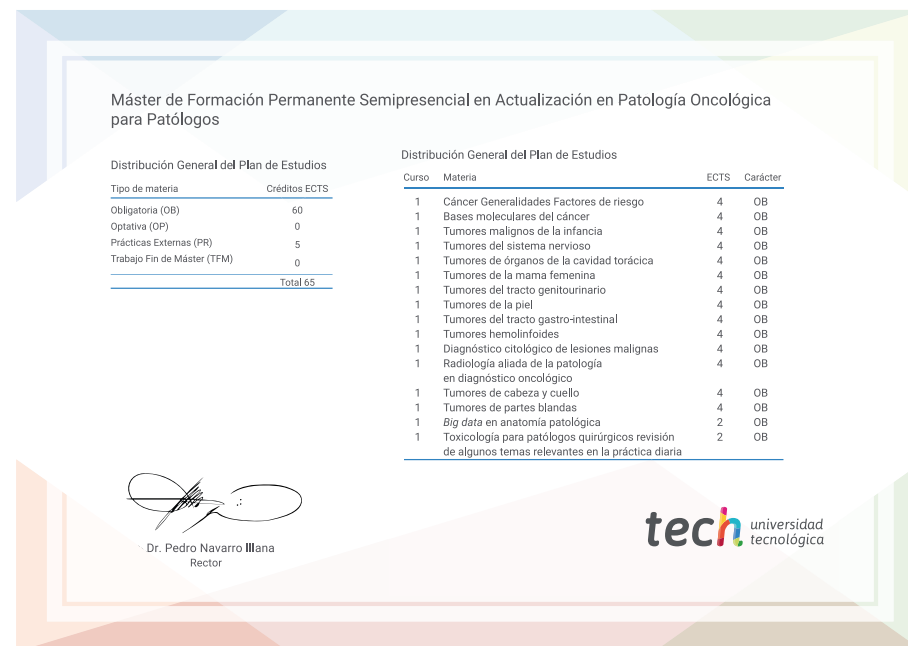 Máster de Formación Permanente Semipresencial en Actualización en Patología Oncológica
para Patólogos
Distribución General del Plan de Estudios
Tipo de materia Créditos ECTS
Obligatoria (OB) 60
Optativa (OP) 0
Prácticas Externas (PR) 5
Trabajo Fin de Máster (TFM) 0
Total 65
Distribución General del Plan de Estudios
Curso Materia ECTS Carácter
1 Cáncer Generalidades Factores de riesgo 4 OB
1 Bases moleculares del cáncer 4 OB
1 Tumores malignos de la infancia 4 OB
1 Tumores del sistema nervioso 4 OB
1 Tumores de órganos de la cavidad torácica 4 OB
1 Tumores de la mama femenina 4 OB
1 Tumores del tracto genitourinario 4 OB
1 Tumores de la piel 4 OB
1 Tumores del tracto gastro-intestinal 4 OB
1 Tumores hemolinfoides 4 OB
1 Diagnóstico citológico de lesiones malignas 4 OB
1 Radiología aliada de la patología 4 OB
en diagnóstico oncológico
1 Tumores de cabeza y cuello 4 OB
1 Tumores de partes blandas 4 OB
1 Big data en anatomía patológica 2 OB
1 Toxicología para patólogos quirúrgicos revisión 2 OB
de algunos temas relevantes en la práctica diaria
Dr. Pedro Navarro Illana
Rector
tech universidad
tecnológica